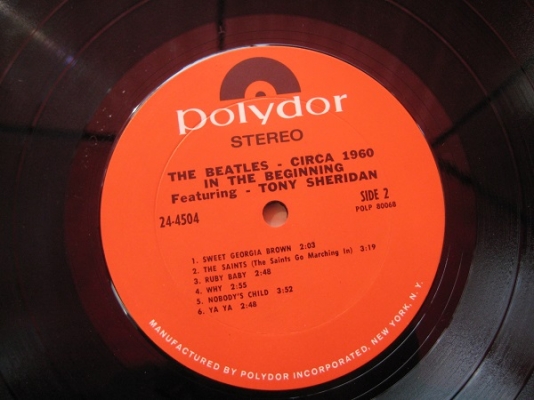 polydor
STEREO
THE BEATLES - CIRCA 1960
IN THE BEGINNING
Featuring - TONY SHERIDAN
24-4504
SIDE 2
POLP 80068
1. SWEET GEORGIA BROWN 2:03
2. THE SAINTS (The Saints Go Marching In) 3:19
3. RUBY BABY 2:48
4. WHY 2:55
5. NOBODY'S CHILD 3:52
6. YA YA 2:48
MANUFACTURED BY POLYDOR INCORPORATED. NEW YORK, N.Y.